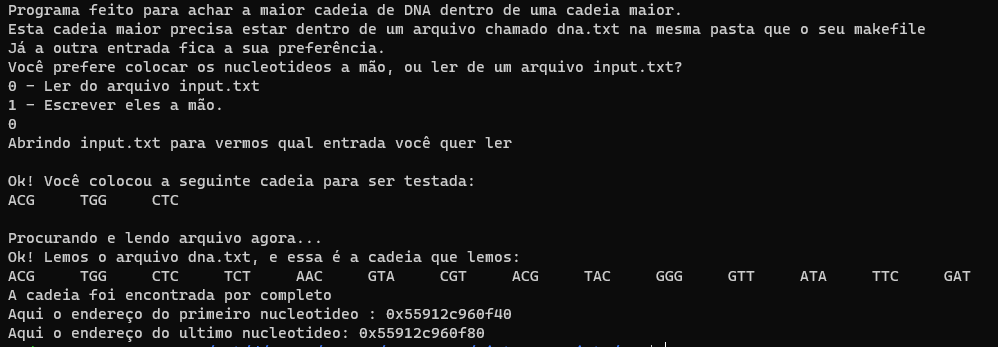 Programa feito para achar a maior cadeia de DNA dentro de uma cadeia maior.
Esta cadeia maior precisa estar dentro de um arquivo chamado dna.txt na mesma pasta que o seu makefile
Já a outra entrada fica a sua preferência.
Você prefere colocar os nucleotideos a mão, ou ler de um arquivo input.txt?
0 - Ler do arquivo input.txt
1 - Escrever eles a mão.
0
Abrindo input.txt para vermos qual entrada você quer ler
Ok! Você colocou a seguinte cadeia para ser testada:
ACG TGG CTC
Procurando e lendo arquivo agora...
Ok! Lemos o arquivo dna.txt, e essa é a cadeia que lemos:
ACG TGG CTC TCT AAC GTA CGT ACG TAC GGG GTT ATA TTC GAT
A cadeia foi encontrada por completo
Aqui o endereço do primeiro nucleotideo : 0x55912c960f40
Aqui o endereço do ultimo nucleotideo: 0x55912c960f80